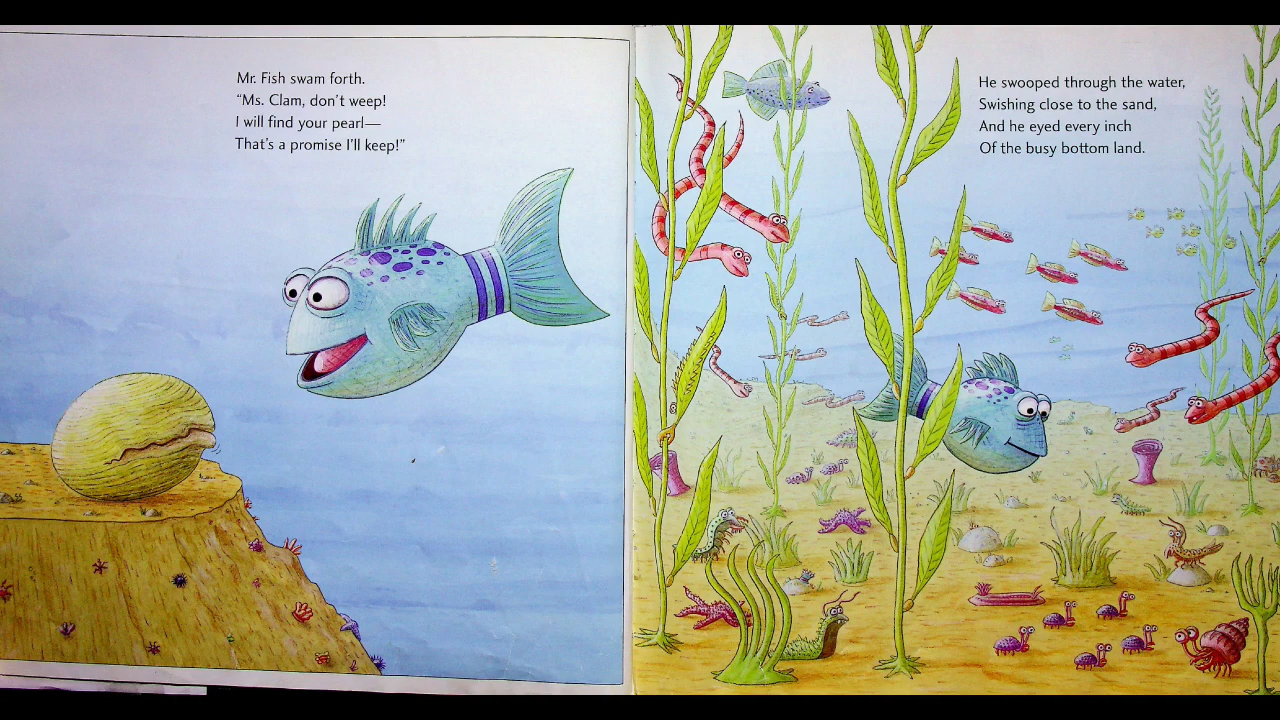 Mr. Fish swam forth.
“Ms. Clam, don’t weep!
I will find your pearl—
That’s a promise I’ll keep!”
He swooped through the water,
Swishing close to the sand,
And he eyed every inch
Of the busy bottom land.